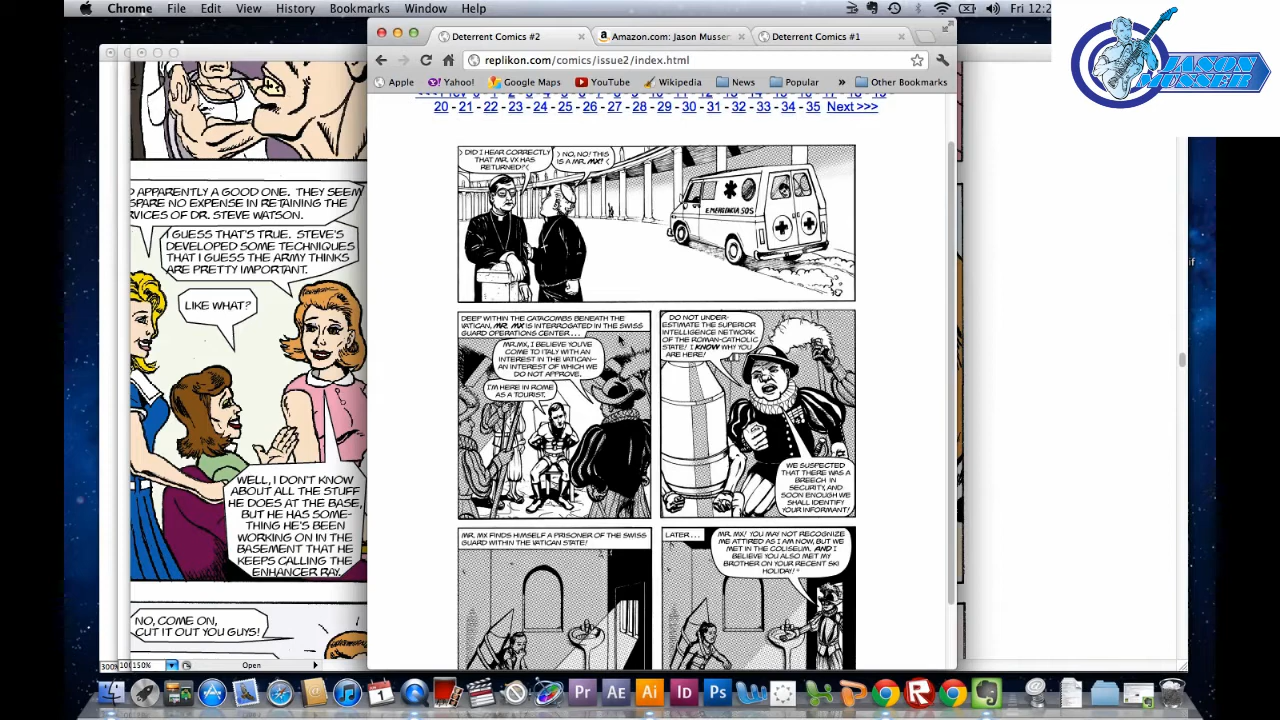 Chrome File Edit View History Bookmarks Window Help
Fri 12:2
JASON MUSSER
Deterrent Comics #2
Amazon.com: Jason Musser
Deterrent Comics #1
replikon.com/comics/issue2/index.html
Apple Yahoo! Google Maps YouTube Wikipedia News Popular » Other Bookmarks
20 - 21 - 22 - 23 - 24 - 25 - 26 - 27 - 28 - 29 - 30 - 31 - 32 - 33 - 34 - 35 Next >>>
DID I HEAR CORRECTLY
THAT MR. VX HAS
RETURNED?
NO, NO! THIS
IS A MR. MX!
EMERGENCIA SOS
DEEP WITHIN THE CATACOMBS BENEATH THE
VATICAN, MR. MX IS INTERROGATED IN THE SWISS
GUARD OPERATIONS CENTER...
MR.MX, I BELIEVE YOU'VE
COME TO ITALY WITH AN
INTEREST IN THE VATICAN--
AN INTEREST OF WHICH WE
DO NOT APPROVE.
I'M HERE IN ROME
AS A TOURIST.
DO NOT UNDER-
ESTIMATE THE SUPERIOR
INTELLIGENCE NETWORK
OF THE ROMAN-CATHOLIC
STATE! I KNOW WHY YOU
ARE HERE!
WE SUSPECTED
THAT THERE WAS A
BREECH IN
SECURITY, AND
SOON ENOUGH WE
SHALL IDENTIFY
YOUR INFORMANT!
MR. MX FINDS HIMSELF A PRISONER OF THE SWISS
GUARD WITHIN THE VATICAN STATE!
LATER...
MR. MX! YOU MAY NOT RECOGNIZE
ME ATTIRED AS I AM NOW, BUT WE
MET IN THE COLISEUM. AND I
BELIEVE YOU ALSO MET MY
BROTHER ON YOUR RECENT SKI
HOLIDAY!*
APPARENTLY A GOOD ONE. THEY SEEM
SPARE NO EXPENSE IN RETAINING THE
RVICES OF DR. STEVE WATSON.
I GUESS THAT'S TRUE. STEVE'S
DEVELOPED SOME TECHNIQUES
THAT I GUESS THE ARMY THINKS
ARE PRETTY IMPORTANT.
LIKE WHAT?
WELL, I DON'T KNOW
ABOUT ALL THE STUFF
HE DOES AT THE BASE,
BUT HE HAS SOME-
THING HE'S BEEN
WORKING ON IN THE
BASEMENT THAT HE
KEEPS CALLING THE
ENHANCER RAY.
NO, COME ON,
CUT IT OUT YOU GUYS!
150% Open
if
Pr Ae Ai Id Ps